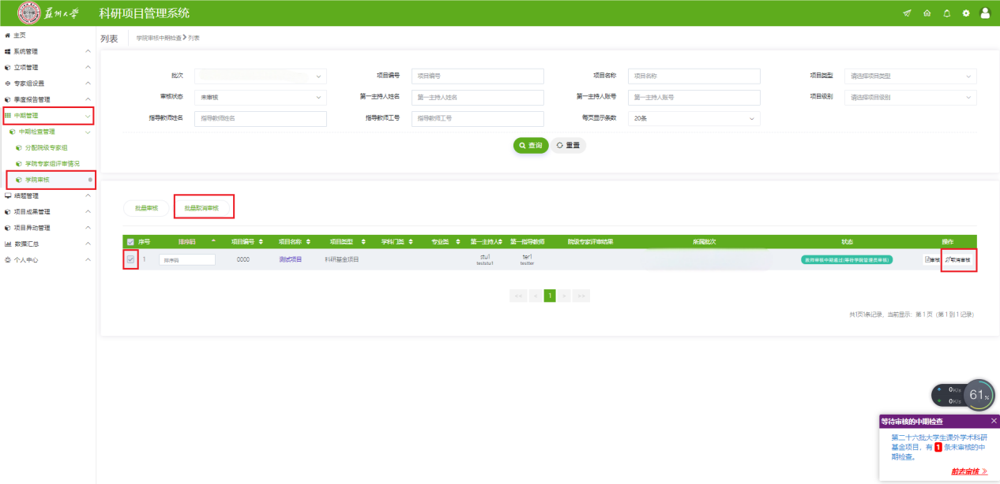 苏州大学 科研项目管理系统
主页
系统管理
立项管理
专家组设置
季度报告管理
中期管理
中期检查管理
分配院级专家组
学院专家组评审情况
学院审核
结题管理
项目成果管理
项目异动管理
数据汇总
个人中心
列表 学院审核中期检查 > 列表
批次 项目编号 项目编号 项目名称 项目名称 项目类型 请选择项目类型
审核状态 未审核 第一主持人姓名 第一主持人姓名 第一主持人账号 第一主持人账号 项目级别 请选择项目级别
指导教师姓名 指导教师姓名 指导教师工号 指导教师工号 每页显示条数 20条
查询 重置
批量审核 批量取消审核
序号 排序码 项目编号 项目名称 项目类型 学科门类 专业类 第一主持人 第一指导教师 院级专家评审结果 所属批次 状态 操作
1 排序码 0000 测试项目 科研基金项目 stu1 ter1 教师审核中期通过(等待学院管理员审核) 审核 取消审核
teststu1 testter
<< < 1 > >>
共1页1条记录，当前显示：第 1 页（第 1 到 1 记录）
0K/s
61%
0K/s
等待审核的中期检查 ×
第二十六批大学生课外学术科研
基金项目，有 1 条未审核的中
期检查。
前去审核 >>